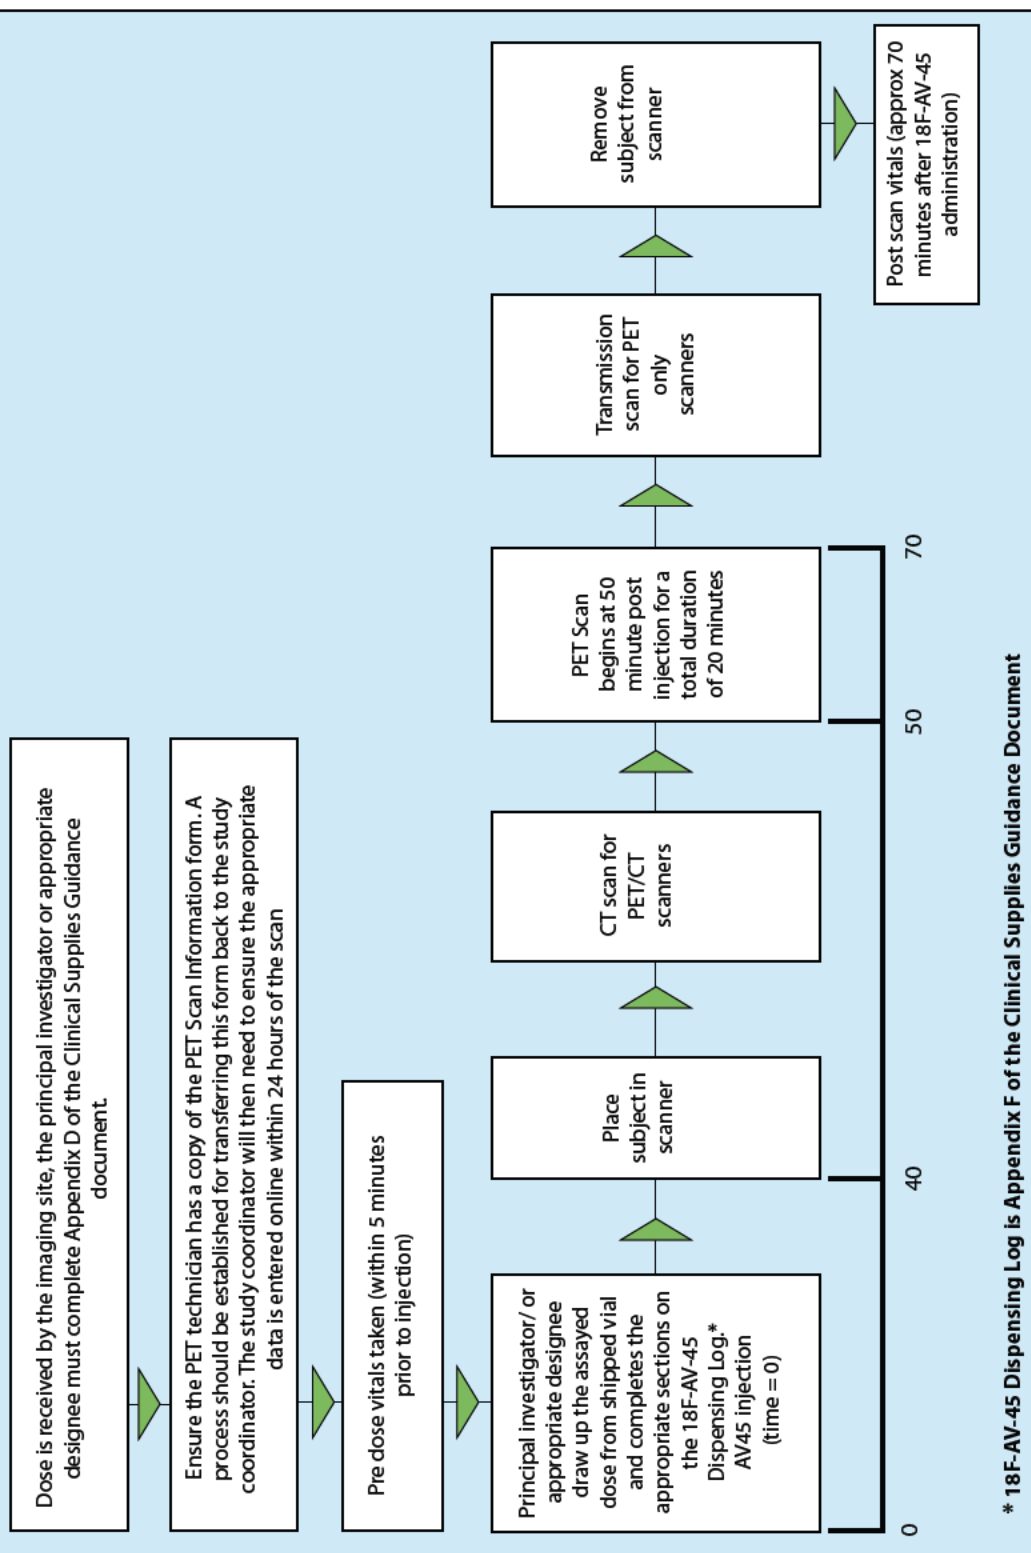 Dose is received by the imaging site, the principal investigator or appropriate
designee must complete Appendix D of the Clinical Supplies Guidance
document.
Ensure the PET technician has a copy of the PET Scan Information form. A
process should be established for transferring this form back to the study
coordinator. The study coordinator will then need to ensure the appropriate
data is entered online within 24 hours of the scan
Pre dose vitals taken (within 5 minutes
prior to injection)
Principal investigator/ or
appropriate designee
draw up the assayed
dose from shipped vial
and completes the
appropriate sections on
the 18F-AV-45
Dispensing Log.*
AV45 injection
(time = 0)
Place
subject in
scanner
CT scan for
PET/CT
scanners
PET Scan
begins at 50
minute post
injection for a
total duration
of 20 minutes
Transmission
scan for PET
only
scanners
Remove
subject from
scanner
Post scan vitals (approx 70
minutes after 18F-AV-45
administration)
0
40
50
70
* 18F-AV-45 Dispensing Log is Appendix F of the Clinical Supplies Guidance Document